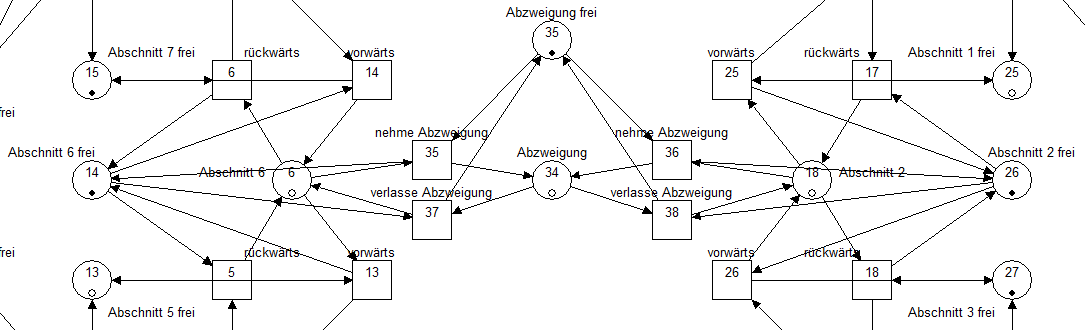 Abzweigung frei
35
Abschnitt 7 frei
rückwärts
vorwärts
vorwärts
rückwärts
Abschnitt 1 frei
15
6
14
25
17
25
frei
nehme Abzweigung
nehme Abzweigung
Abschnitt 6 frei
35
Abzweigung
36
Abschnitt 2 frei
14
Abschnitt 6
6
34
18
Abschnitt 2
26
verlasse Abzweigung
verlasse Abzweigung
37
38
frei
rückwärts
vorwärts
vorwärts
rückwärts
13
5
13
26
18
27
Abschnitt 5 frei
Abschnitt 3 frei